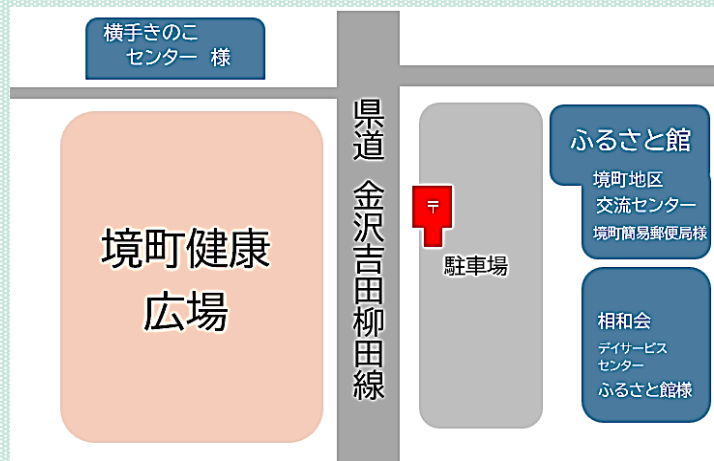 横手きのこ
センター 様
県道 金沢吉田柳田線
境町健康
広場
〒
駐車場
ふるさと館
境町地区
交流センター
境町簡易郵便局様
相和会
デイサービス
センター
ふるさと館様